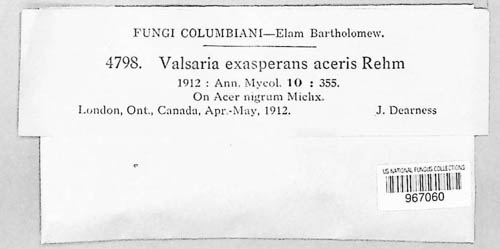 FUNGI COLUMBIANI—Elam Bartholomew.
4798. Valsaria exasperans aceris Rehm
1912 : Ann. Mycol. 10 : 355.
On Acer nigrum Michx.
London, Ont., Canada, Apr.-May, 1912. J. Dearness
US NATIONAL FUNGUS COLLECTIONS
967060